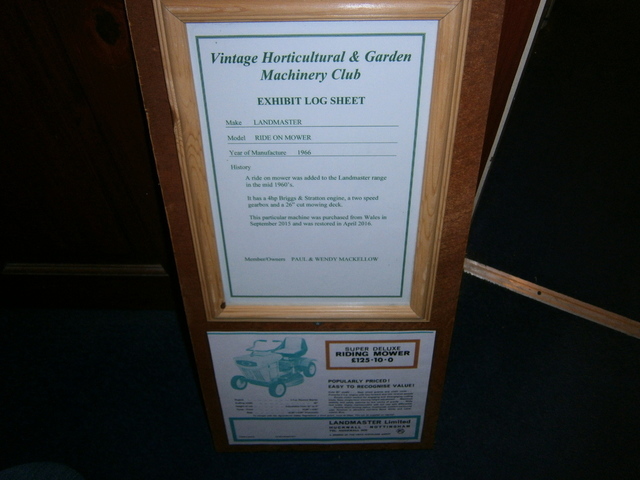 Vintage Horticultural & Garden
Machinery Club
EXHIBIT LOG SHEET
Make LANDMASTER
Model RIDE ON MOWER
Year of Manufacture 1966
History
A ride on mower was added to the Landmaster range
in the mid 1960's.
It has a 4hp Briggs & Stratton engine, a two speed
gearbox and a 26" cut mowing deck.
This particular machine was purchased from Wales in
September 2015 and was restored in April 2016.
Member/Owners PAUL & WENDY MACKELLOW
SUPER DELUXE
RIDING MOWER
£125·10·0
POPULARLY PRICED!
EASY TO RECOGNISE VALUE!
LANDMASTER Limited
HUCKNALL NOTTINGHAM